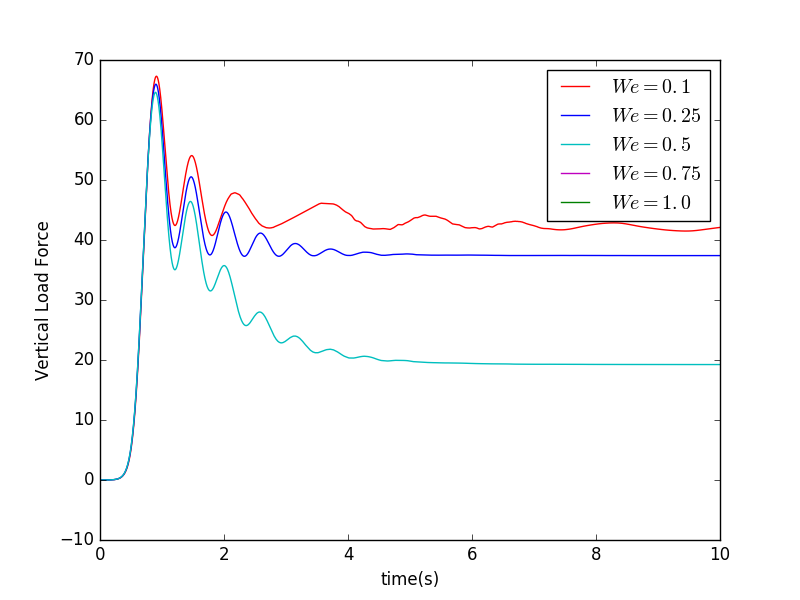 70
60
50
40
30
20
10
0
−10
0 2 4 6 8 10
Vertical Load Force
time(s)
We = 0.1
We = 0.25
We = 0.5
We = 0.75
We = 1.0